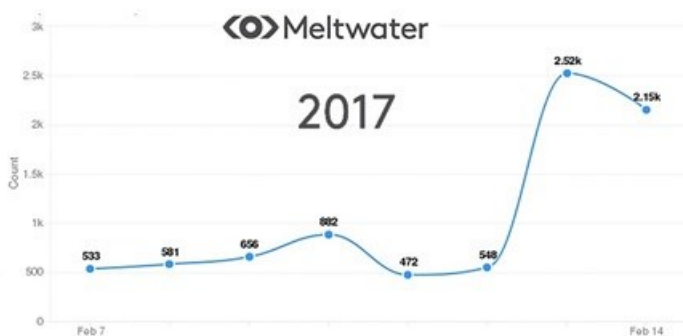 Meltwater
2017
3k
2.5k
2k
1.5k
1k
500
0
Count
533
581
656
882
472
548
2.52k
2.15k
Feb 7
Feb 14